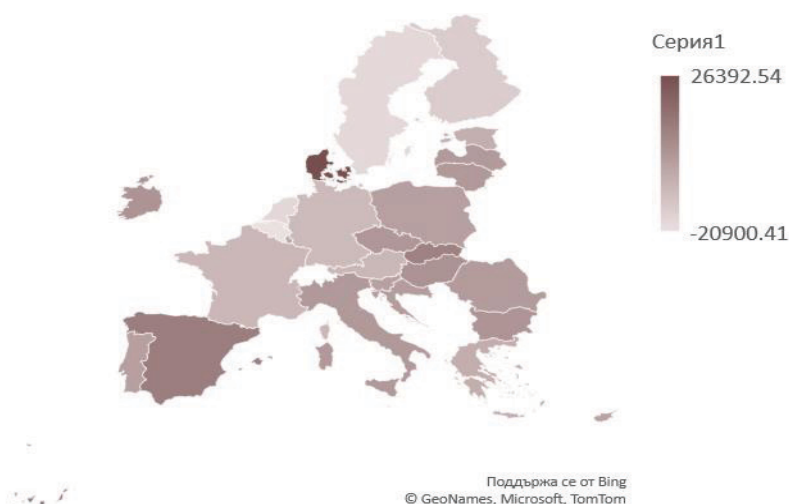 Серия1
26392.54
-20900.41
Поддържа се от Bing
© GeoNames, Microsoft, TomTom